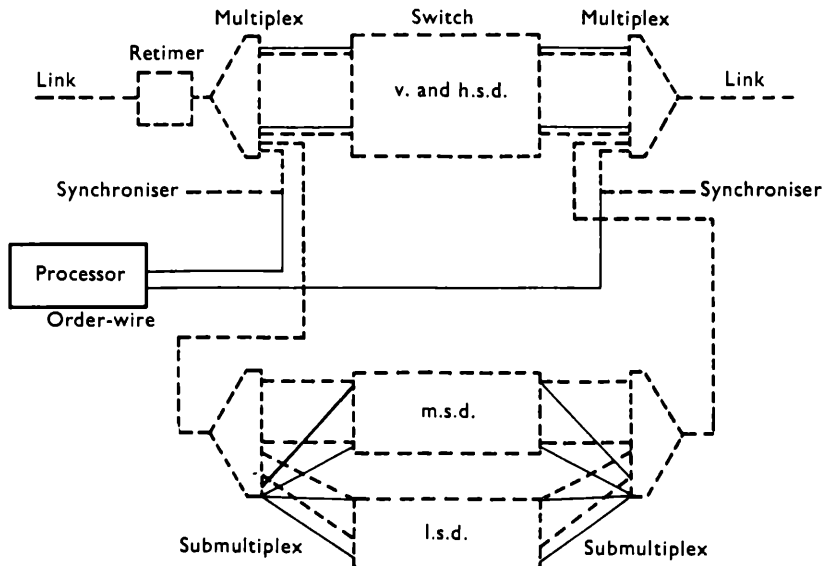 Multiplex
Switch
Multiplex
Retimer
Link
v. and h.s.d.
Link
Synchroniser
Synchroniser
Processor
Order-wire
m.s.d.
l.s.d.
Submultiplex
Submultiplex